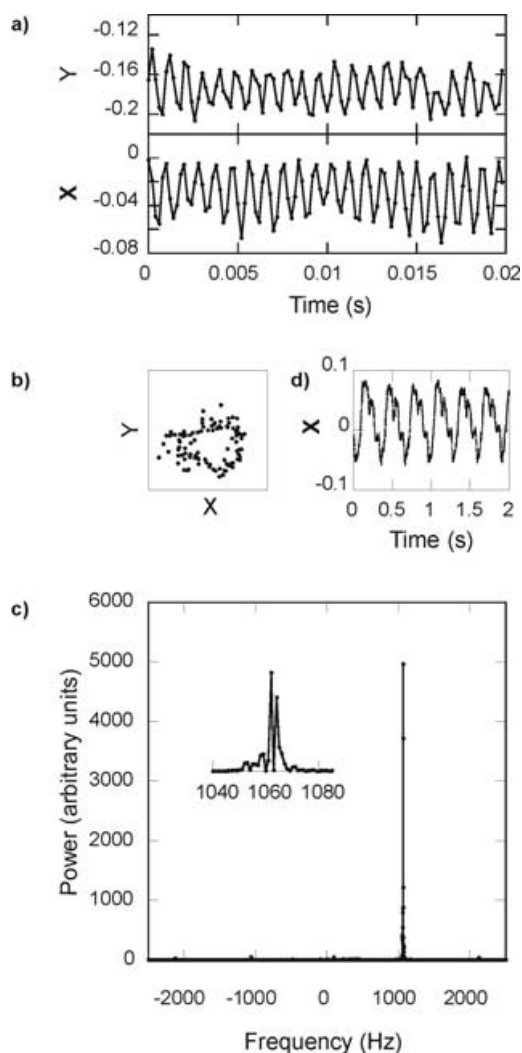 a)
Y
-0.12
-0.16
-0.2
X
0
-0.04
-0.08
0 0.005 0.01 0.015 0.02
Time (s)
b)
Y
X
d)
X
0.1
0
-0.1
0 0.5 1 1.5 2
Time (s)
c)
Power (arbitrary units)
6000
5000
4000
3000
2000
1000
0
1040 1060 1080
-2000 -1000 0 1000 2000
Frequency (Hz)